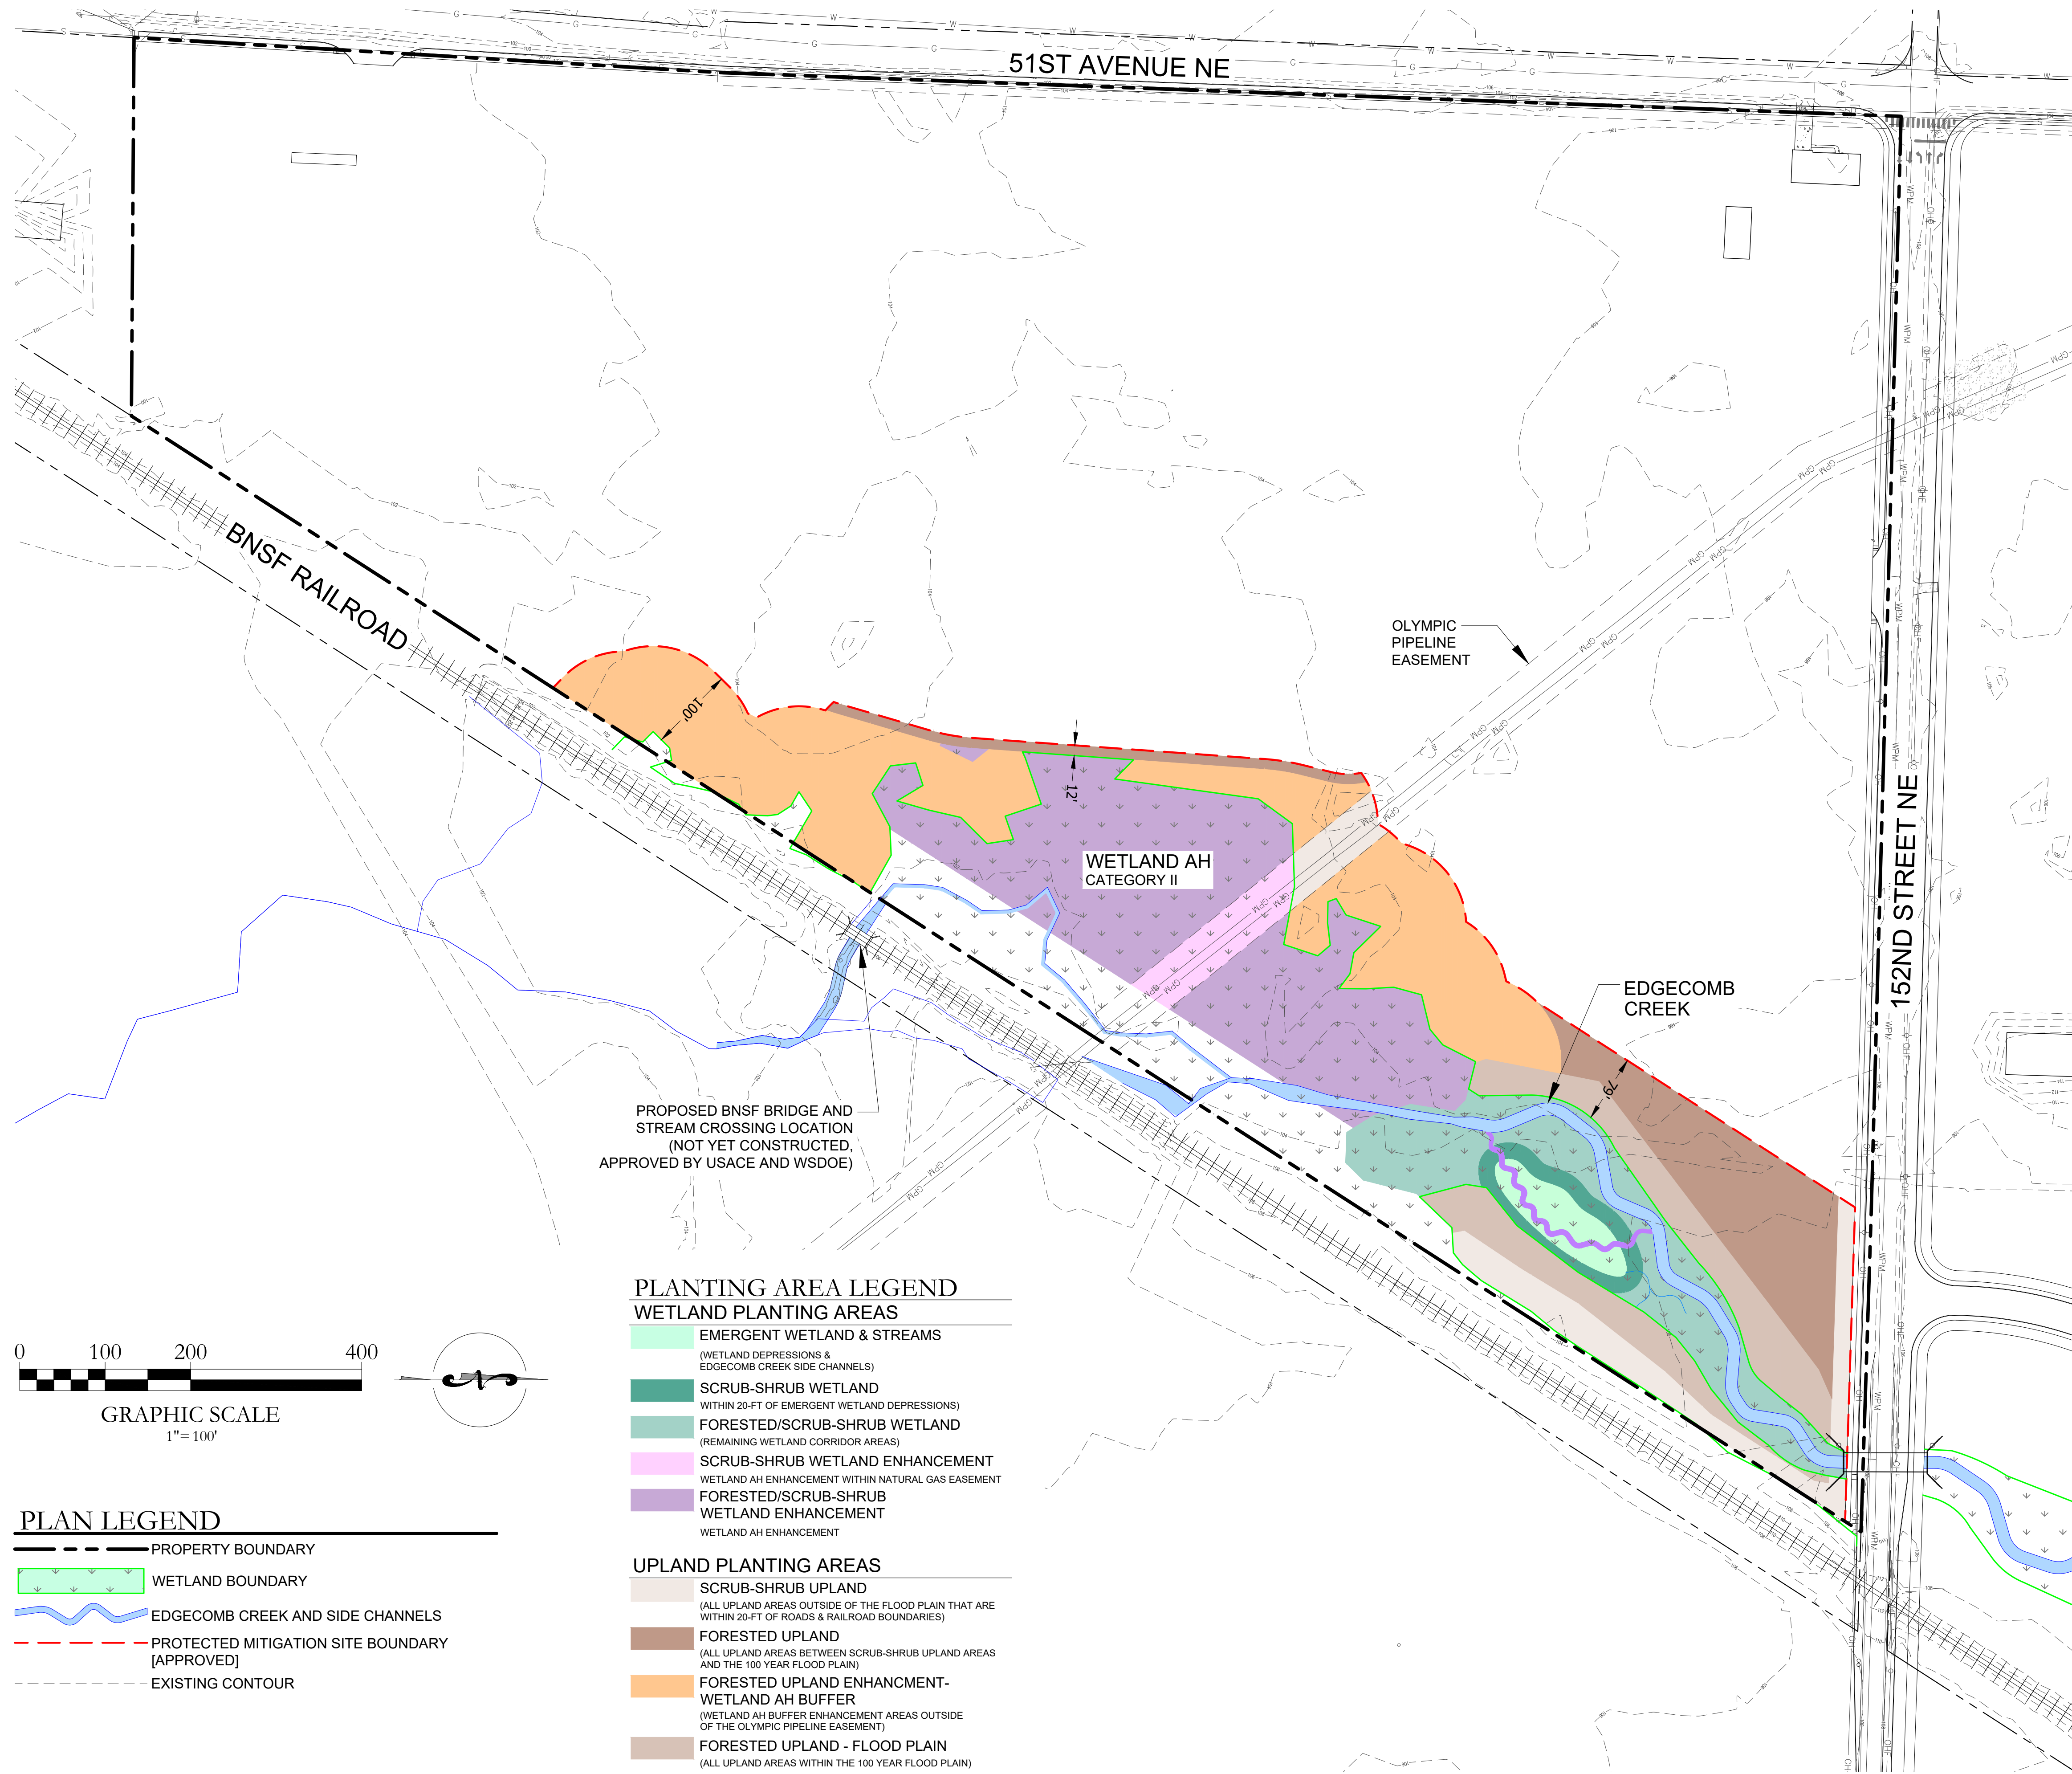 51ST AVENUE NE
BNSF RAILROAD
100'
12'
WETLAND AH
CATEGORY II
OLYMPIC
PIPELINE
EASEMENT
152ND STREET NE
EDGECOMB
CREEK
79'
PROPOSED BNSF BRIDGE AND
STREAM CROSSING LOCATION
(NOT YET CONSTRUCTED,
APPROVED BY USACE AND WSDOE)
0 100 200 400
GRAPHIC SCALE
1"= 100'
PLAN LEGEND
PROPERTY BOUNDARY
WETLAND BOUNDARY
EDGECOMB CREEK AND SIDE CHANNELS
PROTECTED MITIGATION SITE BOUNDARY
[APPROVED]
EXISTING CONTOUR
PLANTING AREA LEGEND
WETLAND PLANTING AREAS
EMERGENT WETLAND & STREAMS
(WETLAND DEPRESSIONS &
EDGECOMB CREEK SIDE CHANNELS)
SCRUB-SHRUB WETLAND
WITHIN 20-FT OF EMERGENT WETLAND DEPRESSIONS)
FORESTED/SCRUB-SHRUB WETLAND
(REMAINING WETLAND CORRIDOR AREAS)
SCRUB-SHRUB WETLAND ENHANCEMENT
WETLAND AH ENHANCEMENT WITHIN NATURAL GAS EASEMENT
FORESTED/SCRUB-SHRUB
WETLAND ENHANCEMENT
WETLAND AH ENHANCEMENT
UPLAND PLANTING AREAS
SCRUB-SHRUB UPLAND
(ALL UPLAND AREAS OUTSIDE OF THE FLOOD PLAIN THAT ARE
WITHIN 20-FT OF ROADS & RAILROAD BOUNDARIES)
FORESTED UPLAND
(ALL UPLAND AREAS BETWEEN SCRUB-SHRUB UPLAND AREAS
AND THE 100 YEAR FLOOD PLAIN)
FORESTED UPLAND ENHANCMENT-
WETLAND AH BUFFER
(WETLAND AH BUFFER ENHANCEMENT AREAS OUTSIDE
OF THE OLYMPIC PIPELINE EASEMENT)
FORESTED UPLAND - FLOOD PLAIN
(ALL UPLAND AREAS WITHIN THE 100 YEAR FLOOD PLAIN)